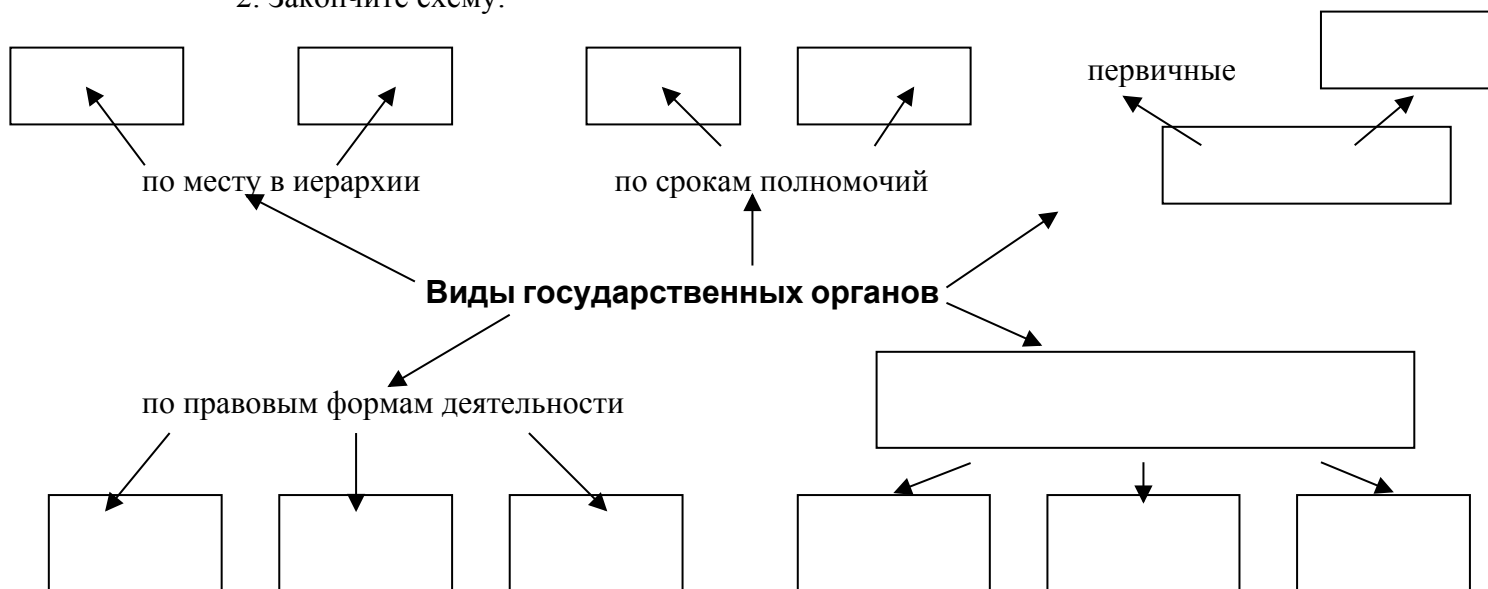 2. Закончите схему:
первичные
по месту в иерархии
по срокам полномочий
Виды государственных органов
по правовым формам деятельности